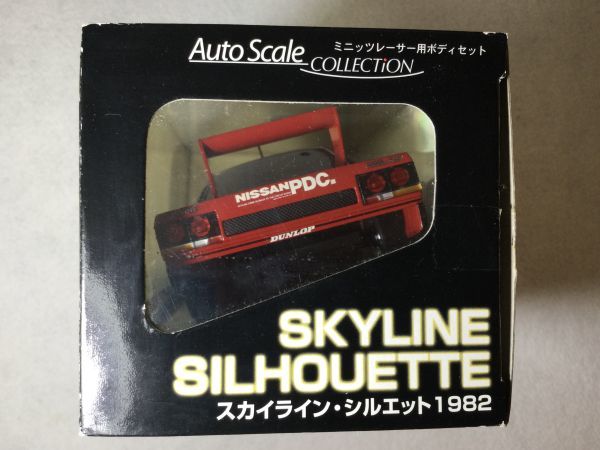 Auto Scale
COLLECTiON
ミニッツレーサー用ボディセット
NISSAN PDC.
DUNLOP
SKYLINE
SILHOUETTE
スカイライン・シルエット1982